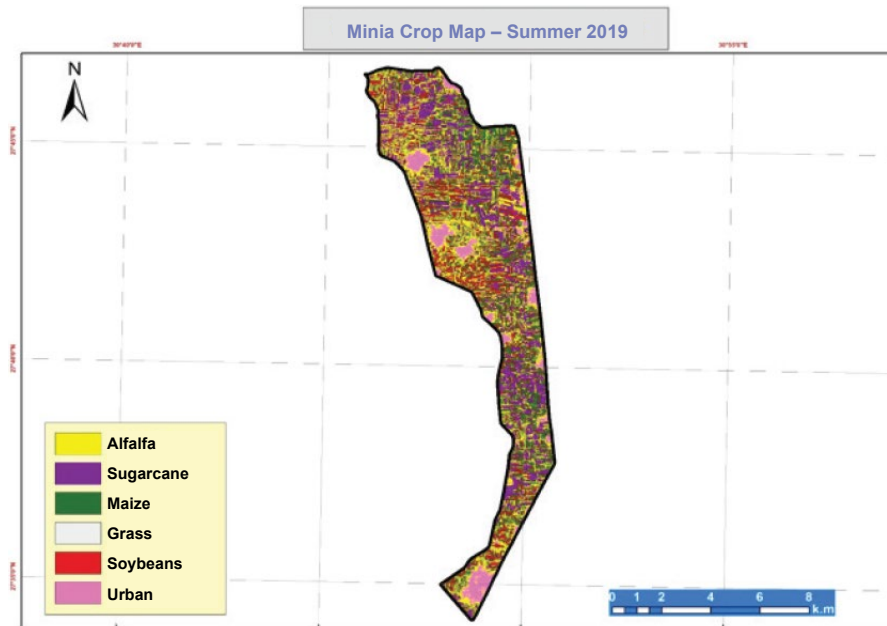 Minia Crop Map – Summer 2019
N
Alfalfa
Sugarcane
Maize
Grass
Soybeans
Urban
0 1 2 4 6 8
k.m